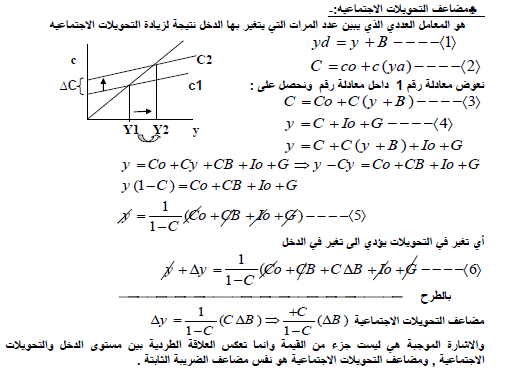 ♣مضاعف التحويلات الاجتماعيه:-
هو المعامل العددي الذي يبين عدد المرات التي يتغير بها الدخل نتيجة لزيادة التحويلات الاجتماعيه
yd = y + B − − − −⟨1⟩
C = co + c(ya) − − − −⟨2⟩
نعوض معادلة رقم 1 داخل معادلة رقم ونحصل على :
C = Co + C(y + B) − − − −⟨3⟩
y = C + Io + G − − − −⟨4⟩
y = C + C(y + B) + Io + G
c
C2
c1
ΔC
Y1 Y2 y
y = Co + Cy + CB + Io + G ⇒ y − Cy = Co + CB + Io + G
y(1−C) = Co + CB + Io + G
y = 1/(1−C) (Co + CB + Io + G) − − − −⟨5⟩
أي تغير في التحويلات يؤدي الى تغير في الدخل
y + Δy = 1/(1−C) (Co + CB + CΔB + Io + G − − − −⟨6⟩
بالطرح
مضاعف التحويلات الاجتماعية Δy = 1/(1−C) (CΔB) ⇒ +C/(1−C) (ΔB)
والاشارة الموجبة هي ليست جزء من القيمة وانما تعكس العلاقة الطردية بين مستوى الدخل والتحويلات
الاجتماعية , ومضاعف التحويلات الاجتماعية هو نفس مضاعف الضريبة الثابتة .